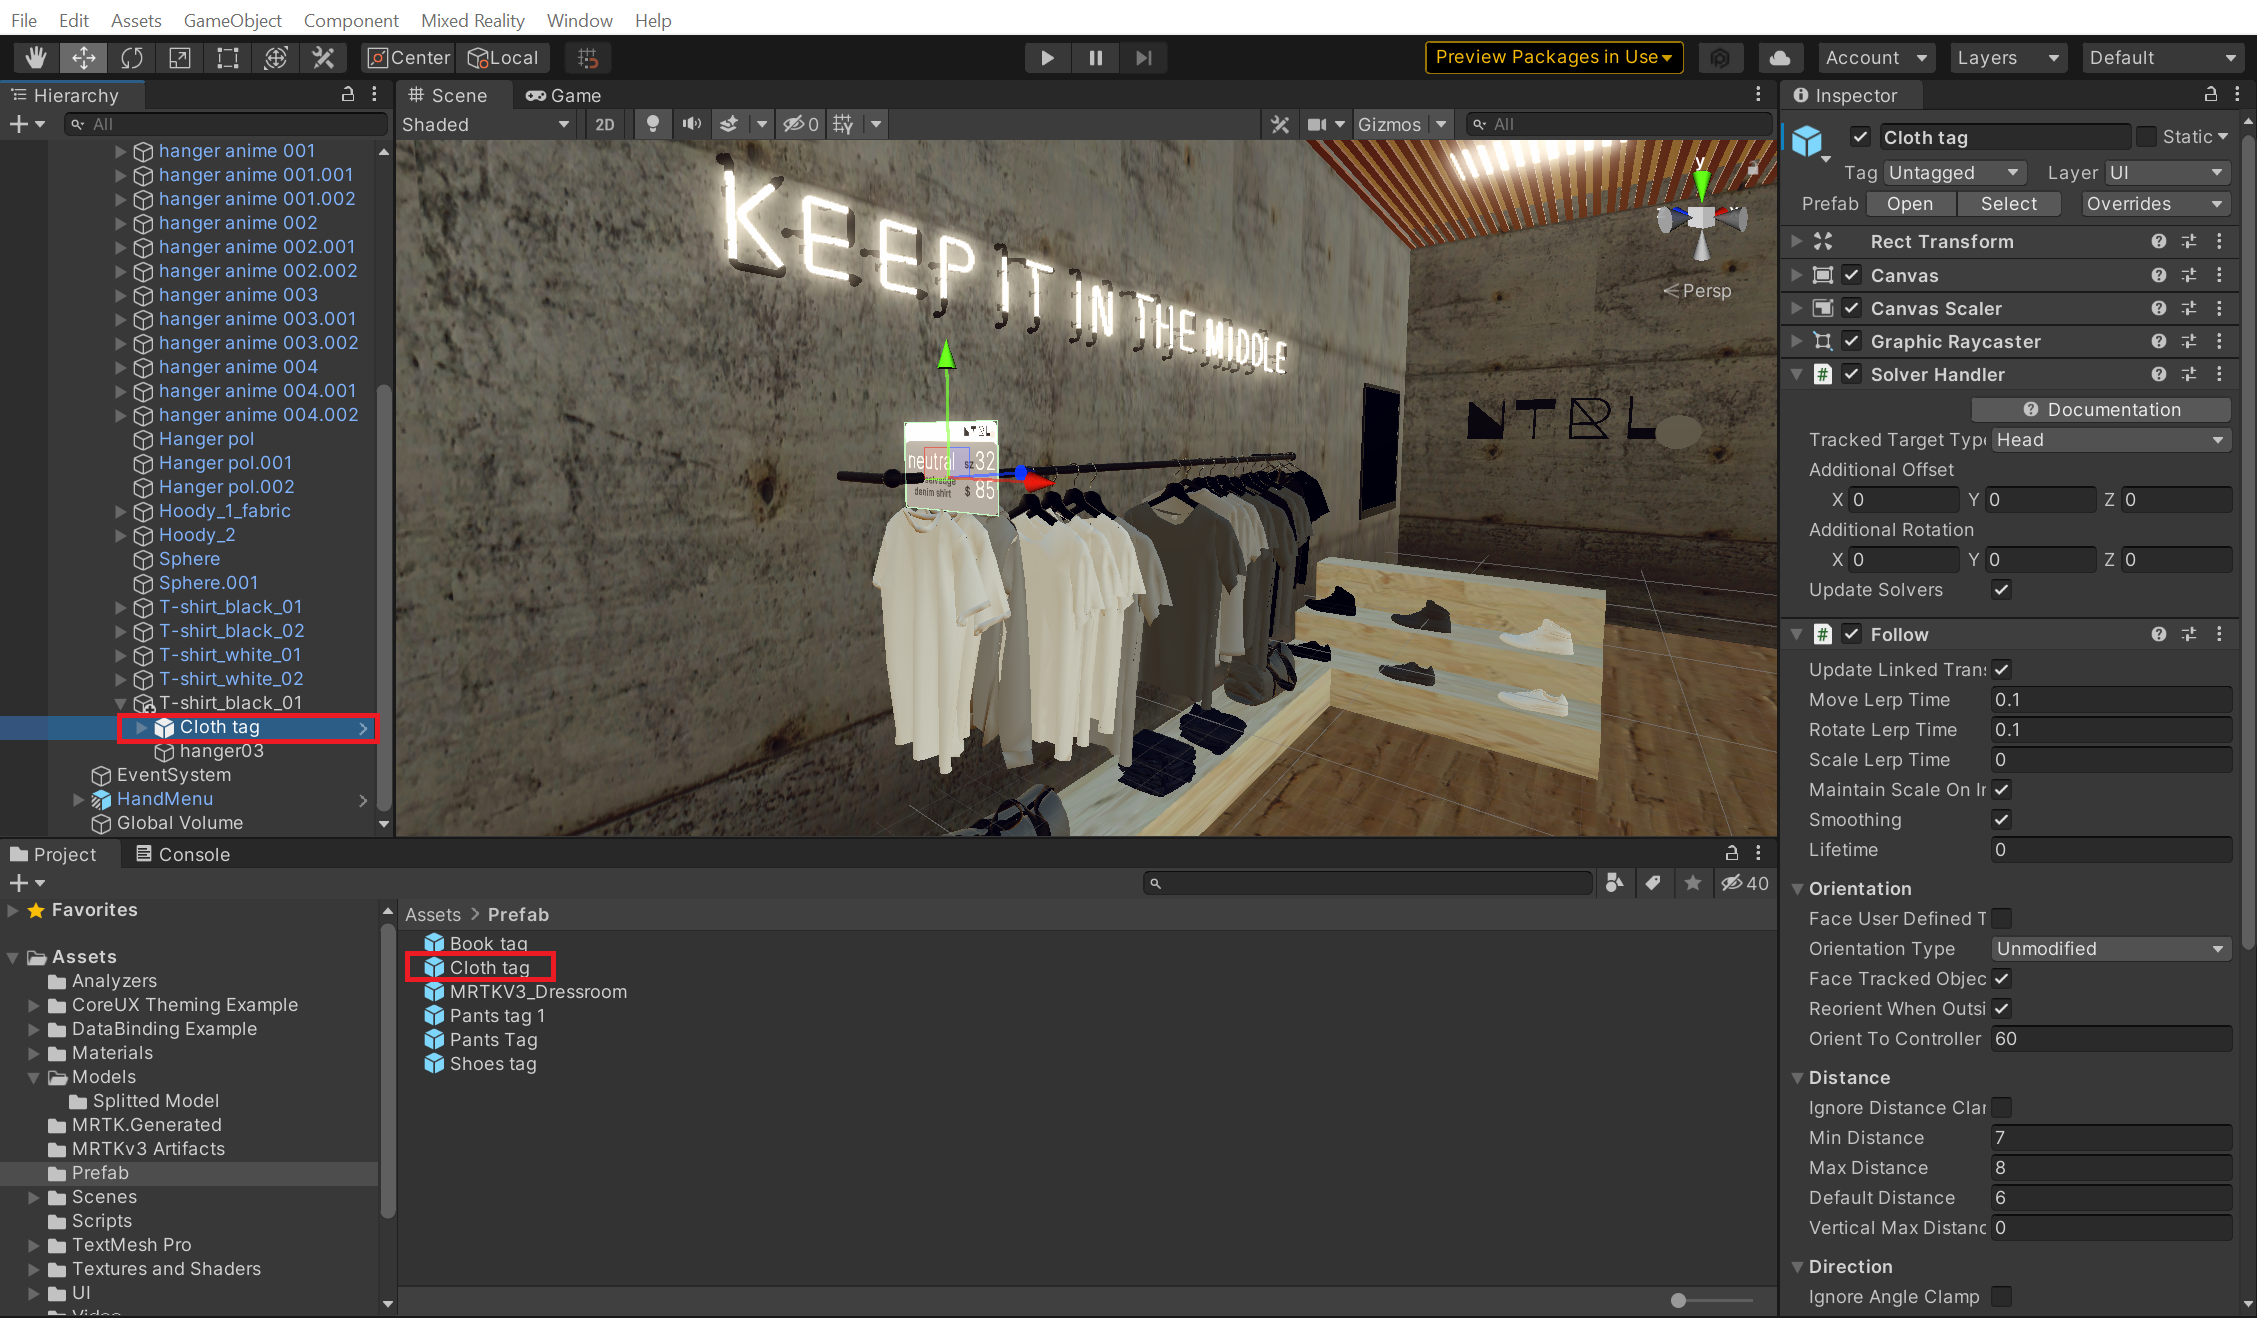 File Edit Assets GameObject Component Mixed Reality Window Help
Center Local Preview Packages in Use Account Layers Default
Hierarchy
All
hanger anime 001
hanger anime 001.001
hanger anime 001.002
hanger anime 002
hanger anime 002.001
hanger anime 002.002
hanger anime 003
hanger anime 003.001
hanger anime 003.002
hanger anime 004
hanger anime 004.001
hanger anime 004.002
Hanger pol
Hanger pol.001
Hanger pol.002
Hoody_1_fabric
Hoody_2
Sphere
Sphere.001
T-shirt_black_01
T-shirt_black_02
T-shirt_white_01
T-shirt_white_02
T-shirt_black_01
Cloth tag
hanger03
EventSystem
HandMenu
Global Volume
Scene Game
Shaded 2D 0 Gizmos All
KEEP IT IN THE MIDDLE
y
Persp
NTRL
NTRL
neutral sz 32
selvedge
denim shirt $ 85
Inspector
Cloth tag Static
Tag Untagged Layer UI
Prefab Open Select Overrides
Rect Transform
Canvas
Canvas Scaler
Graphic Raycaster
# Solver Handler
Documentation
Tracked Target Type Head
Additional Offset
X 0 Y 0 Z 0
Additional Rotation
X 0 Y 0 Z 0
Update Solvers
# Follow
Update Linked Trans
Move Lerp Time 0.1
Rotate Lerp Time 0.1
Scale Lerp Time 0
Maintain Scale On In
Smoothing
Lifetime 0
Orientation
Face User Defined T
Orientation Type Unmodified
Face Tracked Objec
Reorient When Outsi
Orient To Controller 60
Distance
Ignore Distance Clar
Min Distance 7
Max Distance 8
Default Distance 6
Vertical Max Distanc 0
Direction
Ignore Angle Clamp
Project Console
40
Favorites
Assets
Analyzers
CoreUX Theming Example
DataBinding Example
Materials
Models
Splitted Model
MRTK.Generated
MRTKv3 Artifacts
Prefab
Scenes
Scripts
TextMesh Pro
Textures and Shaders
UI
Video
Assets > Prefab
Book tag
Cloth tag
MRTKV3_Dressroom
Pants tag 1
Pants Tag
Shoes tag